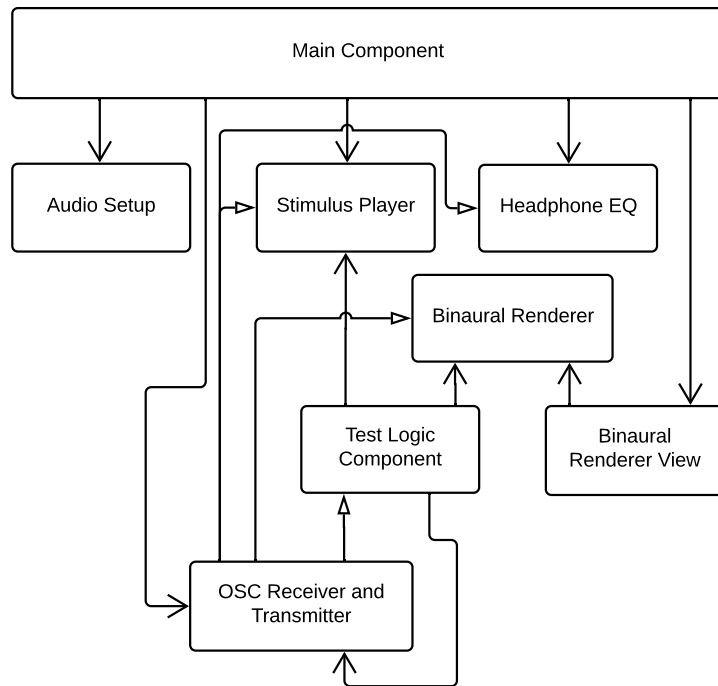 Main Component
Audio Setup
Stimulus Player
Headphone EQ
Binaural Renderer
Test Logic
Component
Binaural
Renderer View
OSC Receiver and
Transmitter